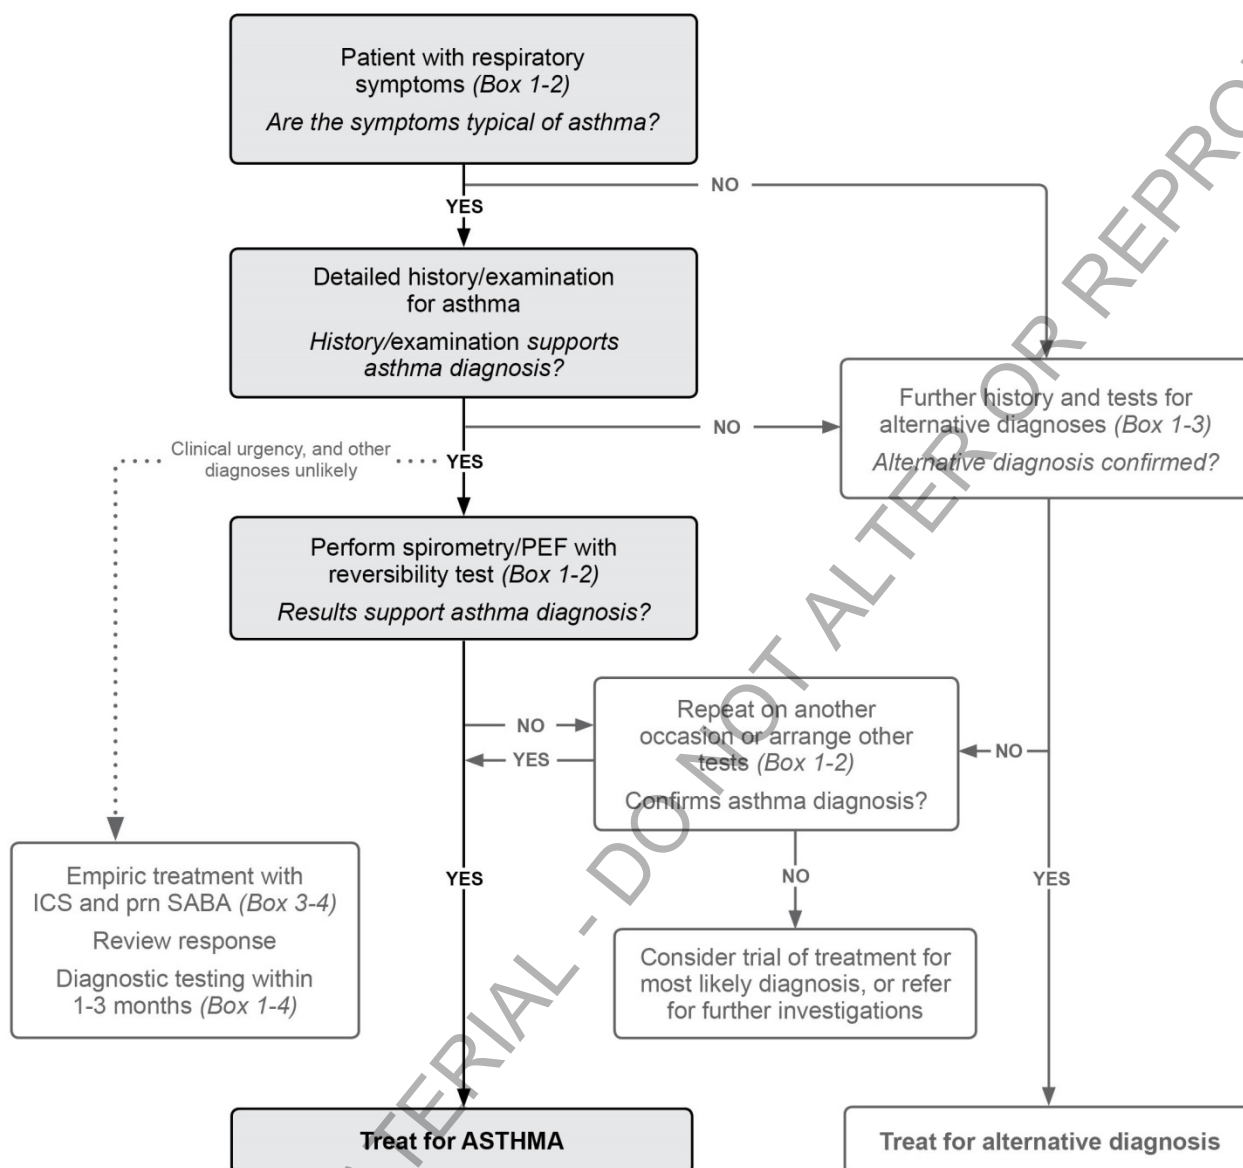 Patient with respiratory
symptoms (Box 1-2)
Are the symptoms typical of asthma?
NO
YES
Detailed history/examination
for asthma
History/examination supports
asthma diagnosis?
Further history and tests for
alternative diagnoses (Box 1-3)
Alternative diagnosis confirmed?
NO
Clinical urgency, and other
diagnoses unlikely
YES
Perform spirometry/PEF with
reversibility test (Box 1-2)
Results support asthma diagnosis?
Repeat on another
occasion or arrange other
tests (Box 1-2)
Confirms asthma diagnosis?
NO
YES
NO
Empiric treatment with
ICS and prn SABA (Box 3-4)
Review response
Diagnostic testing within
1-3 months (Box 1-4)
YES
NO
YES
Consider trial of treatment for
most likely diagnosis, or refer
for further investigations
Treat for ASTHMA
Treat for alternative diagnosis
DO NOT ALTER OR